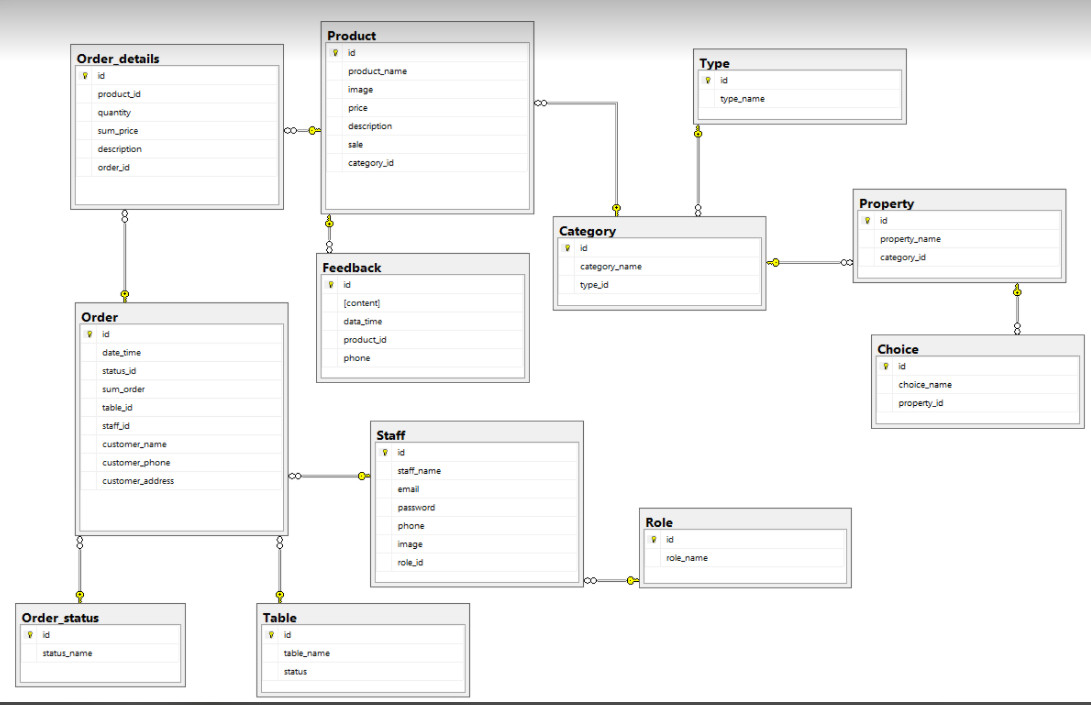 Order_details
id
product_id
quantity
sum_price
description
order_id
Product
id
product_name
image
price
description
sale
category_id
Type
id
type_name
Category
id
category_name
type_id
Property
id
property_name
category_id
Choice
id
choice_name
property_id
Feedback
id
[content]
data_time
product_id
phone
Order
id
date_time
status_id
sum_order
table_id
staff_id
customer_name
customer_phone
customer_address
Staff
id
staff_name
email
password
phone
image
role_id
Role
id
role_name
Order_status
id
status_name
Table
id
table_name
status